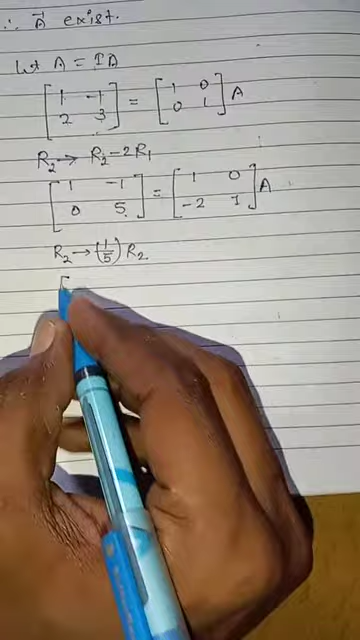 ∴ A⁻¹ exist.
Let A = IA
[1 -1; 2 3] = [1 0; 0 1] A
R₂ → R₂ - 2R₁
[1 -1; 0 5] = [1 0; -2 1] A
R₂ → (1/5) R₂
[